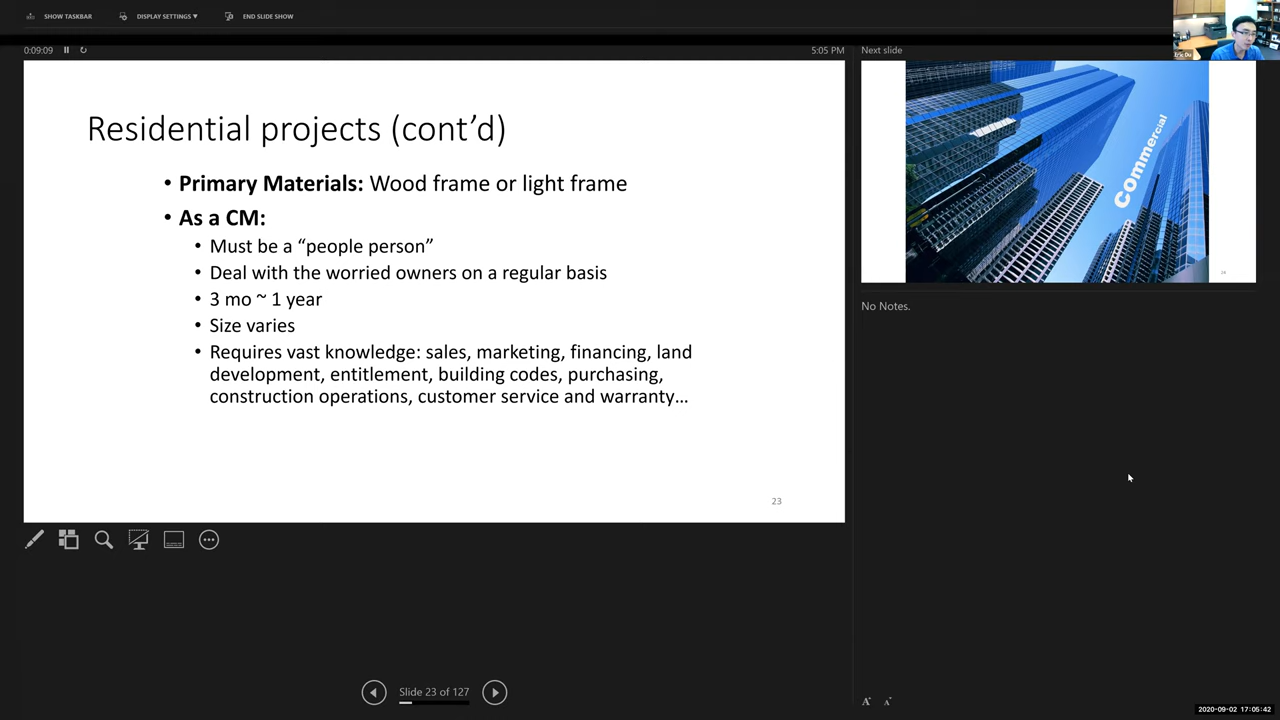 SHOW TASKBAR
DISPLAY SETTINGS ▼
END SLIDE SHOW
0:09:09
5:05 PM
Next slide
Eric Du
Residential projects (cont’d)
• Primary Materials: Wood frame or light frame
• As a CM:
• Must be a “people person”
• Deal with the worried owners on a regular basis
• 3 mo ~ 1 year
• Size varies
• Requires vast knowledge: sales, marketing, financing, land
development, entitlement, building codes, purchasing,
construction operations, customer service and warranty…
23
Commercial
24
No Notes.
Slide 23 of 127
A
A
2020-09-02 17:05:42